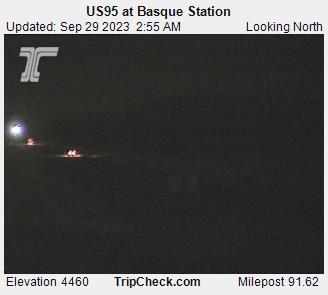 US95 at Basque Station
Updated: Sep 29 2023 2:55 AM Looking North
Elevation 4460 TripCheck.com Milepost 91.62